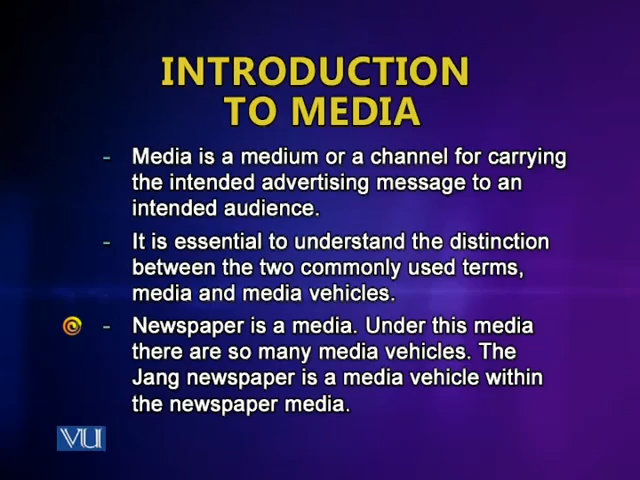 INTRODUCTION
TO MEDIA
- Media is a medium or a channel for carrying
the intended advertising message to an
intended audience.
- It is essential to understand the distinction
between the two commonly used terms,
media and media vehicles.
- Newspaper is a media. Under this media
there are so many media vehicles. The
Jang newspaper is a media vehicle within
the newspaper media.
VU